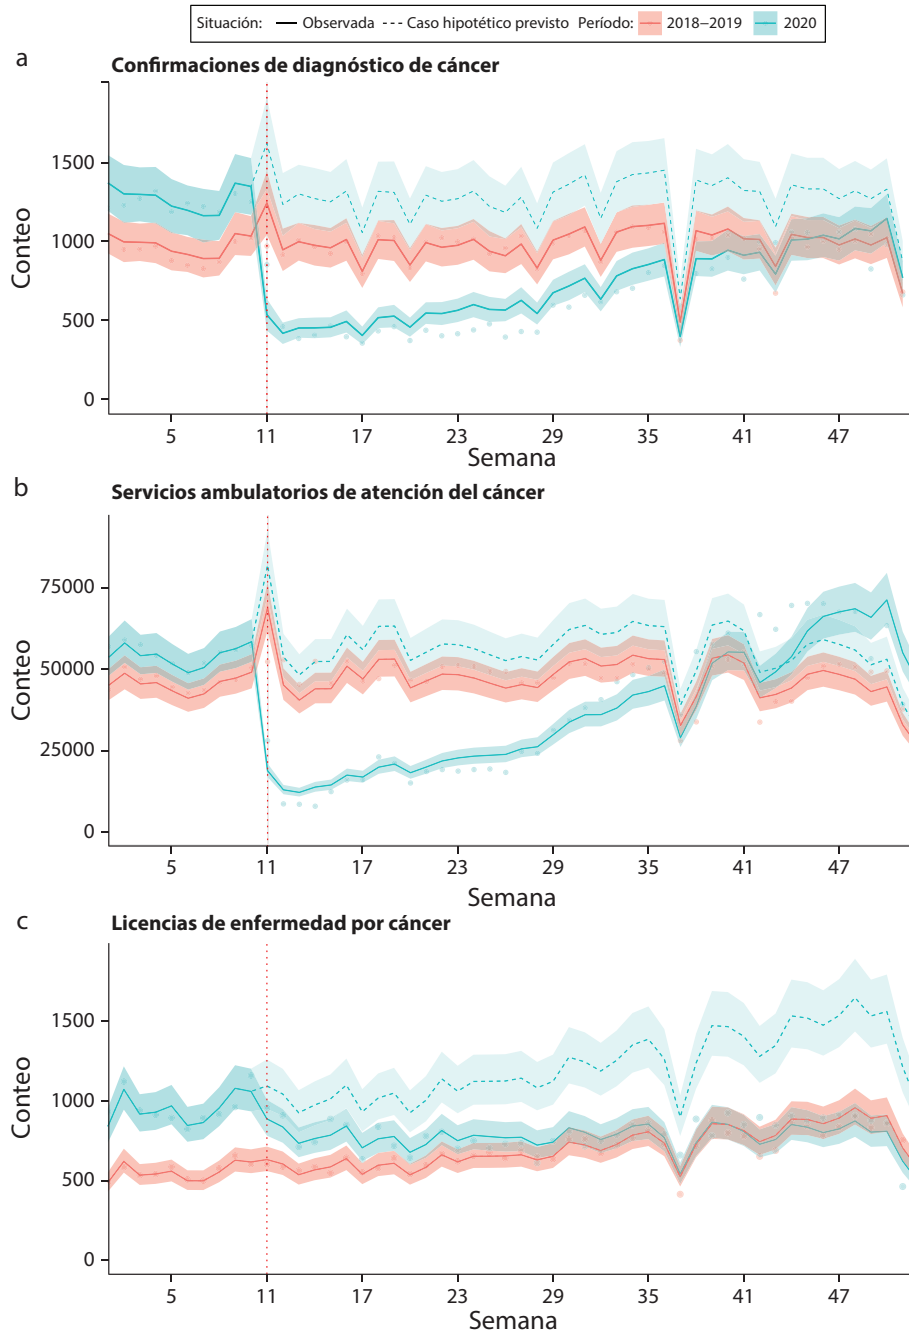 Situación: Observada Caso hipotético previsto Período: 2018–2019 2020
a
Confirmaciones de diagnóstico de cáncer
Conteo
1500
1000
500
0
5 11 17 23 29 35 41 47
Semana
b
Servicios ambulatorios de atención del cáncer
Conteo
75000
50000
25000
0
5 11 17 23 29 35 41 47
Semana
c
Licencias de enfermedad por cáncer
Conteo
1500
1000
500
0
5 11 17 23 29 35 41 47
Semana